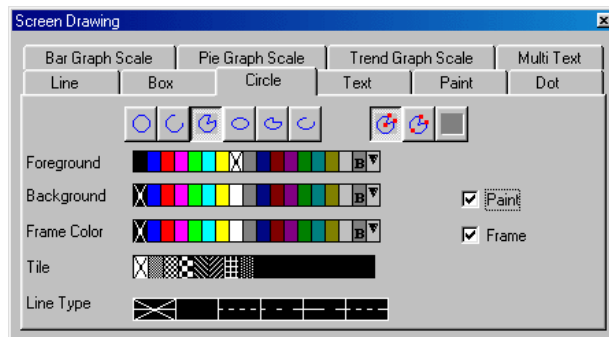 Screen Drawing
Bar Graph Scale
Pie Graph Scale
Trend Graph Scale
Multi Text
Line
Box
Circle
Text
Paint
Dot
Foreground
B
Background
B
Paint
Frame Color
B
Frame
Tile
Line Type